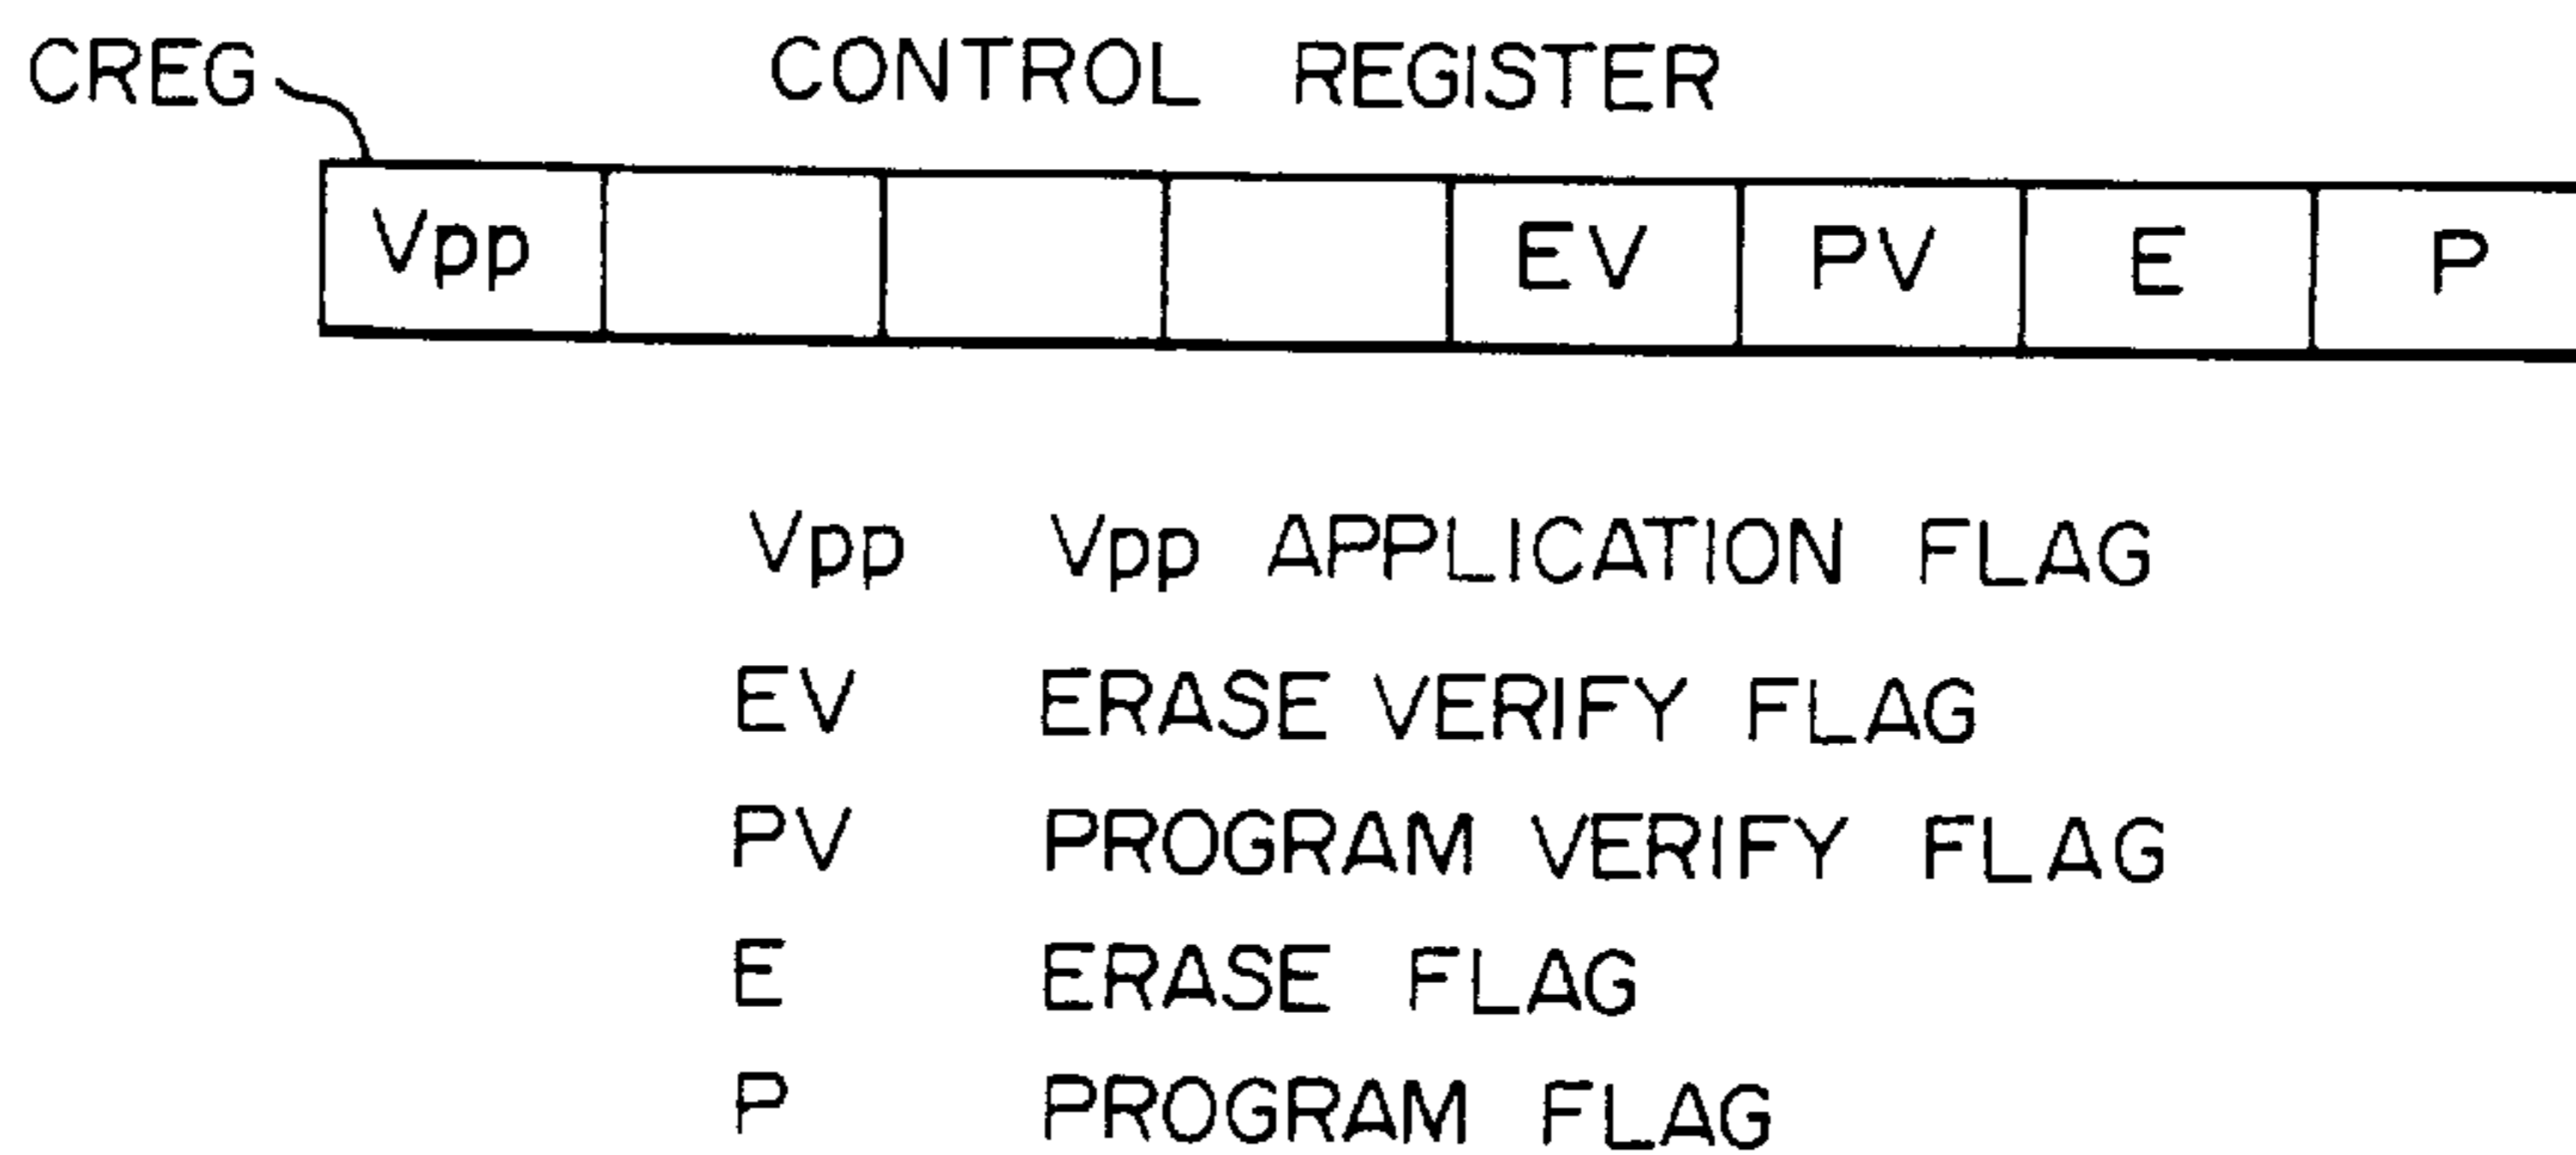 CREG CONTROL REGISTER
Vpp EV PV E P
Vpp Vpp APPLICATION FLAG
EV ERASE VERIFY FLAG
PV PROGRAM VERIFY FLAG
E ERASE FLAG
P PROGRAM FLAG